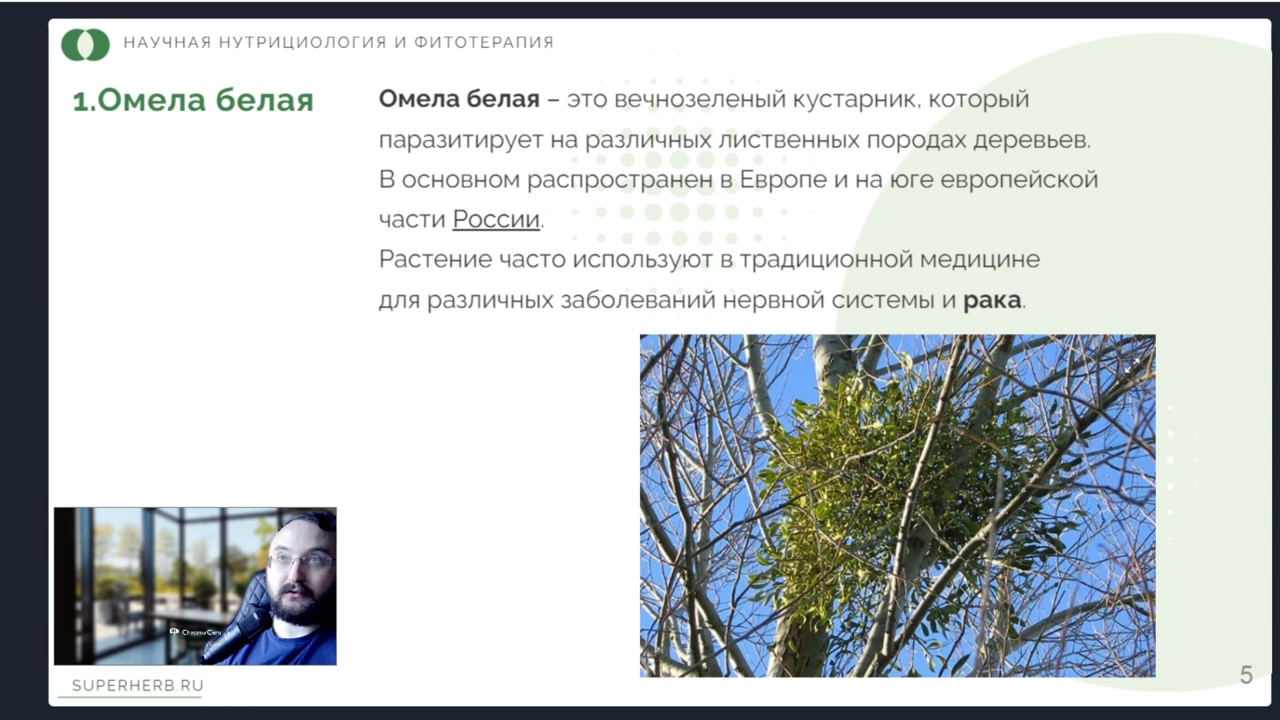 НАУЧНАЯ НУТРИЦИОЛОГИЯ И ФИТОТЕРАПИЯ
1.Омела белая
Омела белая – это вечнозеленый кустарник, который
паразитирует на различных лиственных породах деревьев.
В основном распространен в Европе и на юге европейской
части России.
Растение часто используют в традиционной медицине
для различных заболеваний нервной системы и рака.
SUPERHERB.RU
5